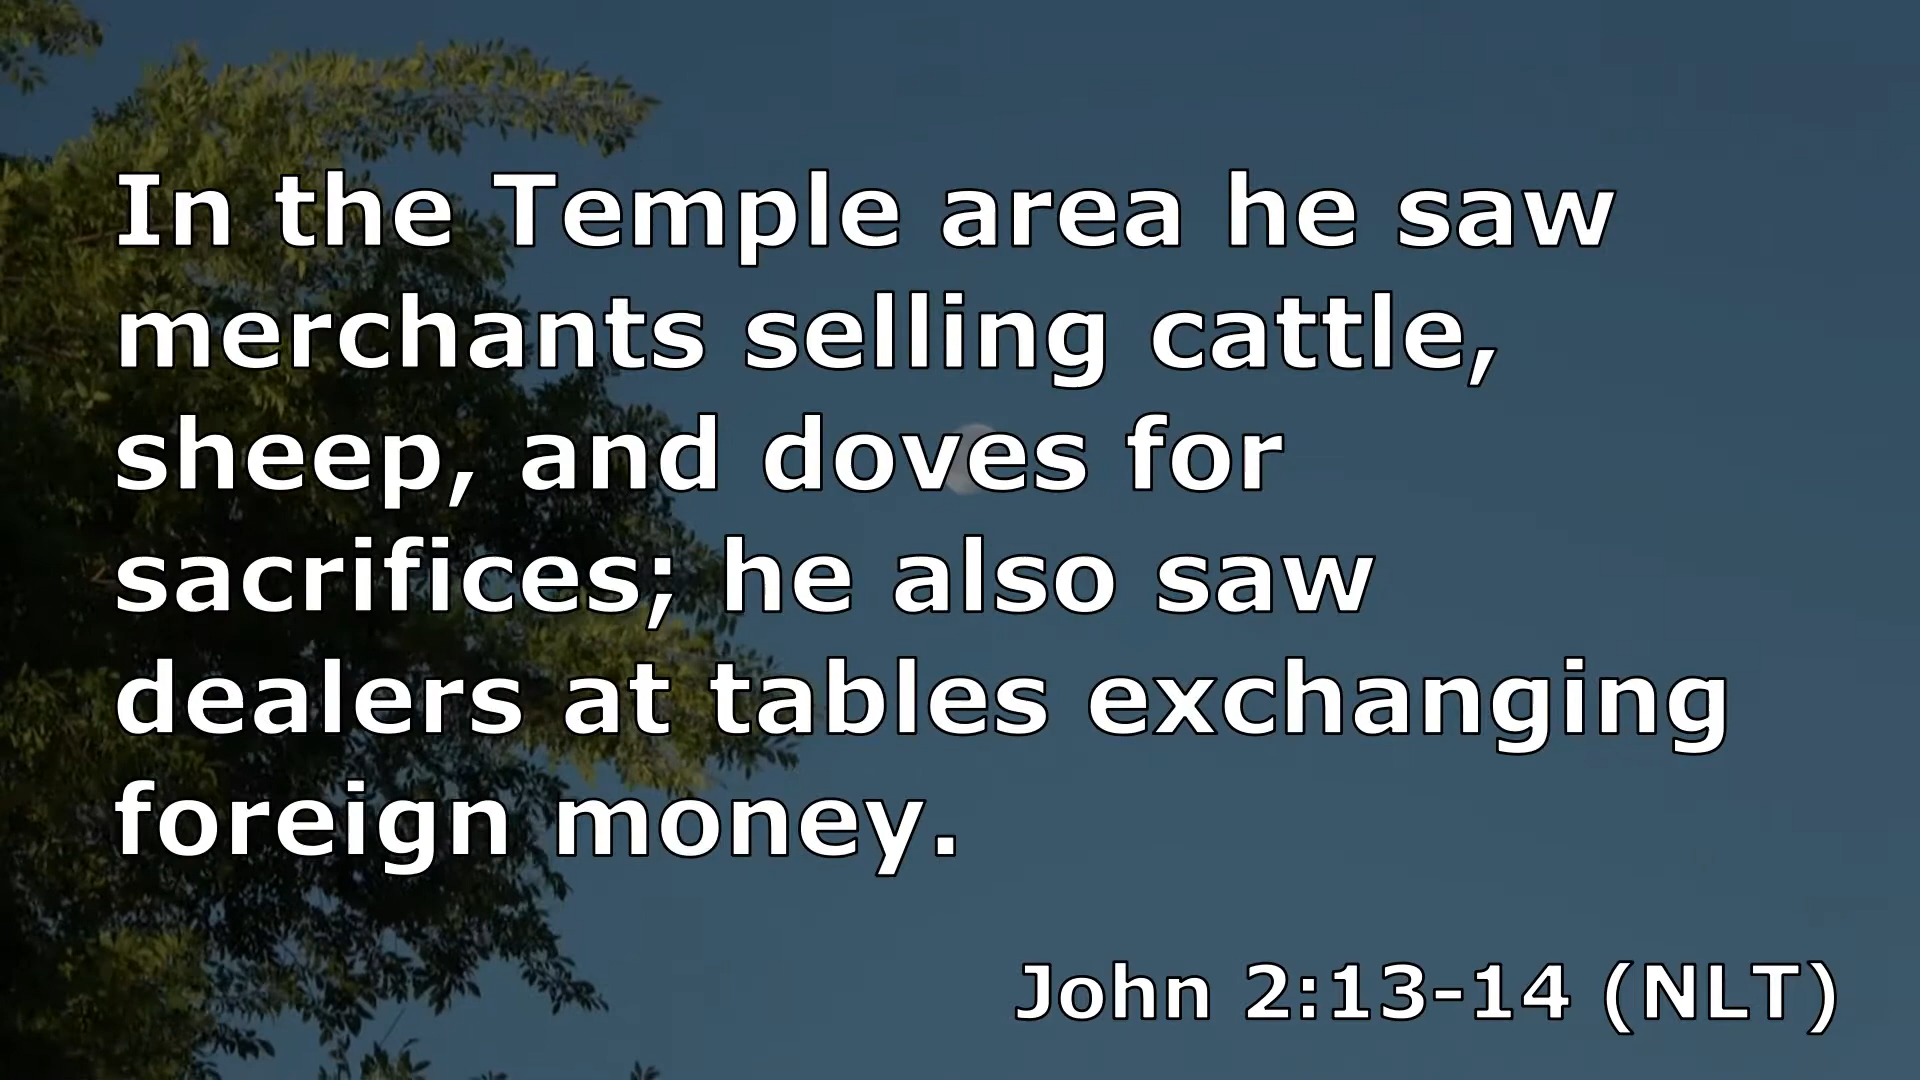 In the Temple area he saw
merchants selling cattle,
sheep, and doves for
sacrifices; he also saw
dealers at tables exchanging
foreign money.
John 2:13-14 (NLT)